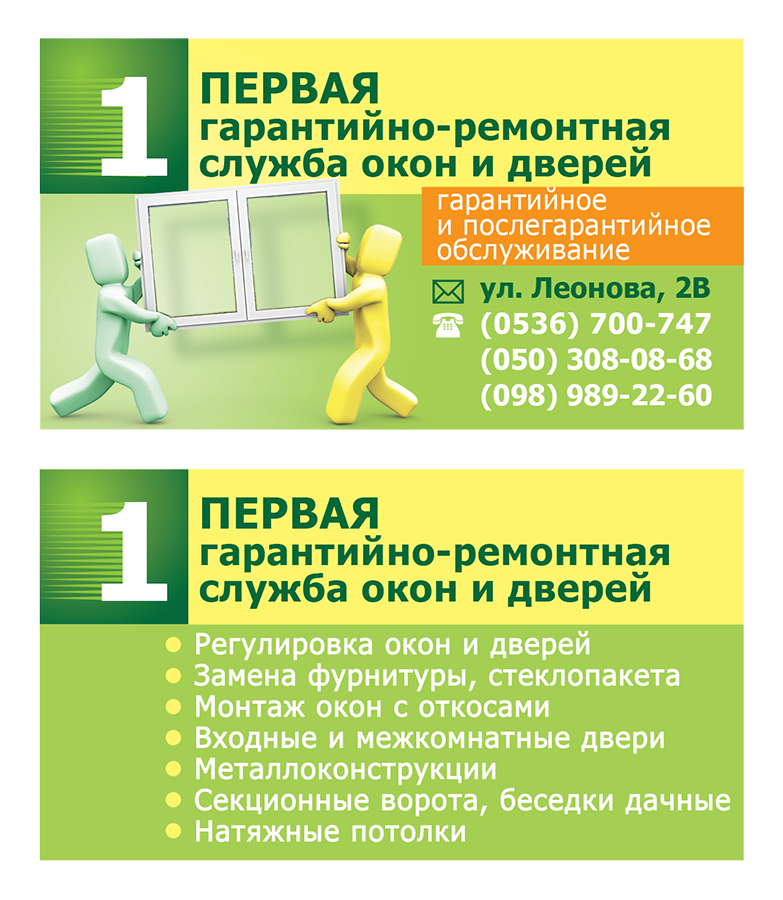 1
ПЕРВАЯ
гарантийно-ремонтная
служба окон и дверей
гарантийное
и послегарантийное
обслуживание
ул. Леонова, 2В
(0536) 700-747
(050) 308-08-68
(098) 989-22-60
1
ПЕРВАЯ
гарантийно-ремонтная
служба окон и дверей
Регулировка окон и дверей
Замена фурнитуры, стеклопакета
Монтаж окон с откосами
Входные и межкомнатные двери
Металлоконструкции
Секционные ворота, беседки дачные
Натяжные потолки